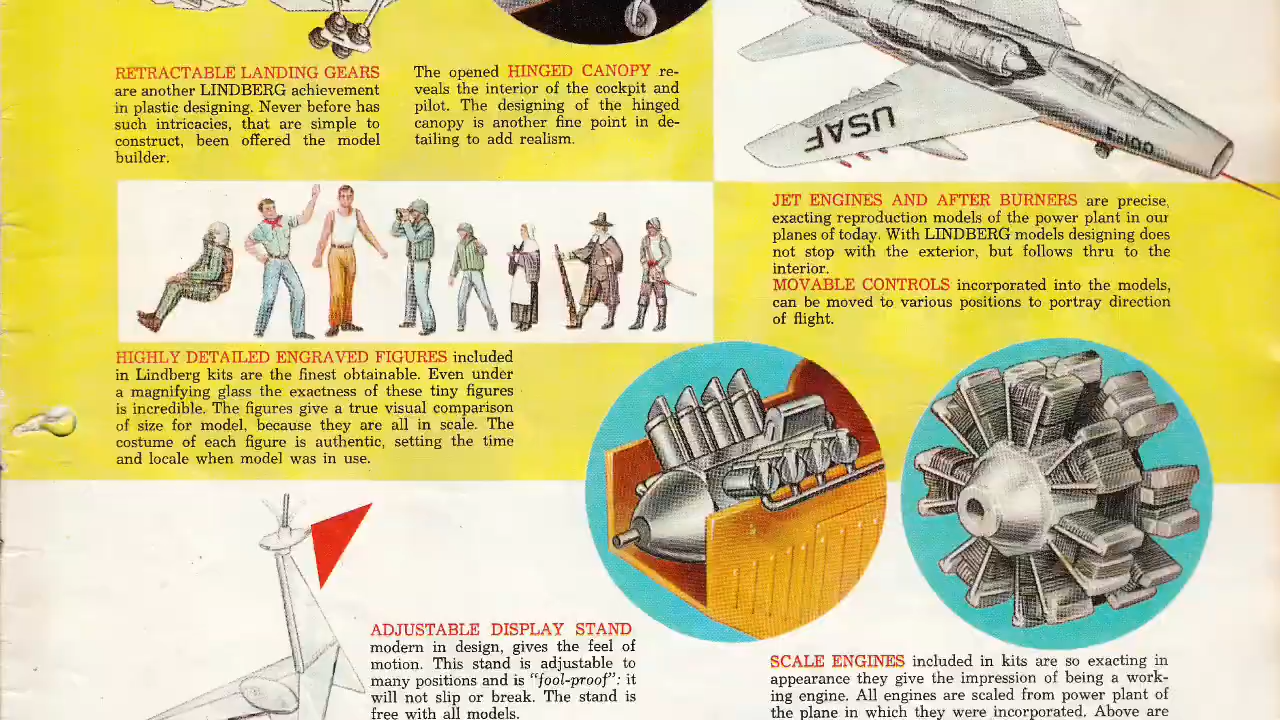 RETRACTABLE LANDING GEARS
are another LINDBERG achievement
in plastic designing. Never before has
such intricacies, that are simple to
construct, been offered the model
builder.
The opened HINGED CANOPY re-
veals the interior of the cockpit and
pilot. The designing of the hinged
canopy is another fine point in de-
tailing to add realism.
USAF
F-100
JET ENGINES AND AFTER BURNERS are precise,
exacting reproduction models of the power plant in our
planes of today. With LINDBERG models designing does
not stop with the exterior, but follows thru to the
interior.
MOVABLE CONTROLS incorporated into the models,
can be moved to various positions to portray direction
of flight.
HIGHLY DETAILED ENGRAVED FIGURES included
in Lindberg kits are the finest obtainable. Even under
a magnifying glass the exactness of these tiny figures
is incredible. The figures give a true visual comparison
of size for model, because they are all in scale. The
costume of each figure is authentic, setting the time
and locale when model was in use.
ADJUSTABLE DISPLAY STAND
modern in design, gives the feel of
motion. This stand is adjustable to
many positions and is "fool-proof": it
will not slip or break. The stand is
free with all models.
SCALE ENGINES included in kits are so exacting in
appearance they give the impression of being a work-
ing engine. All engines are scaled from power plant of
the plane in which they were incorporated. Above are